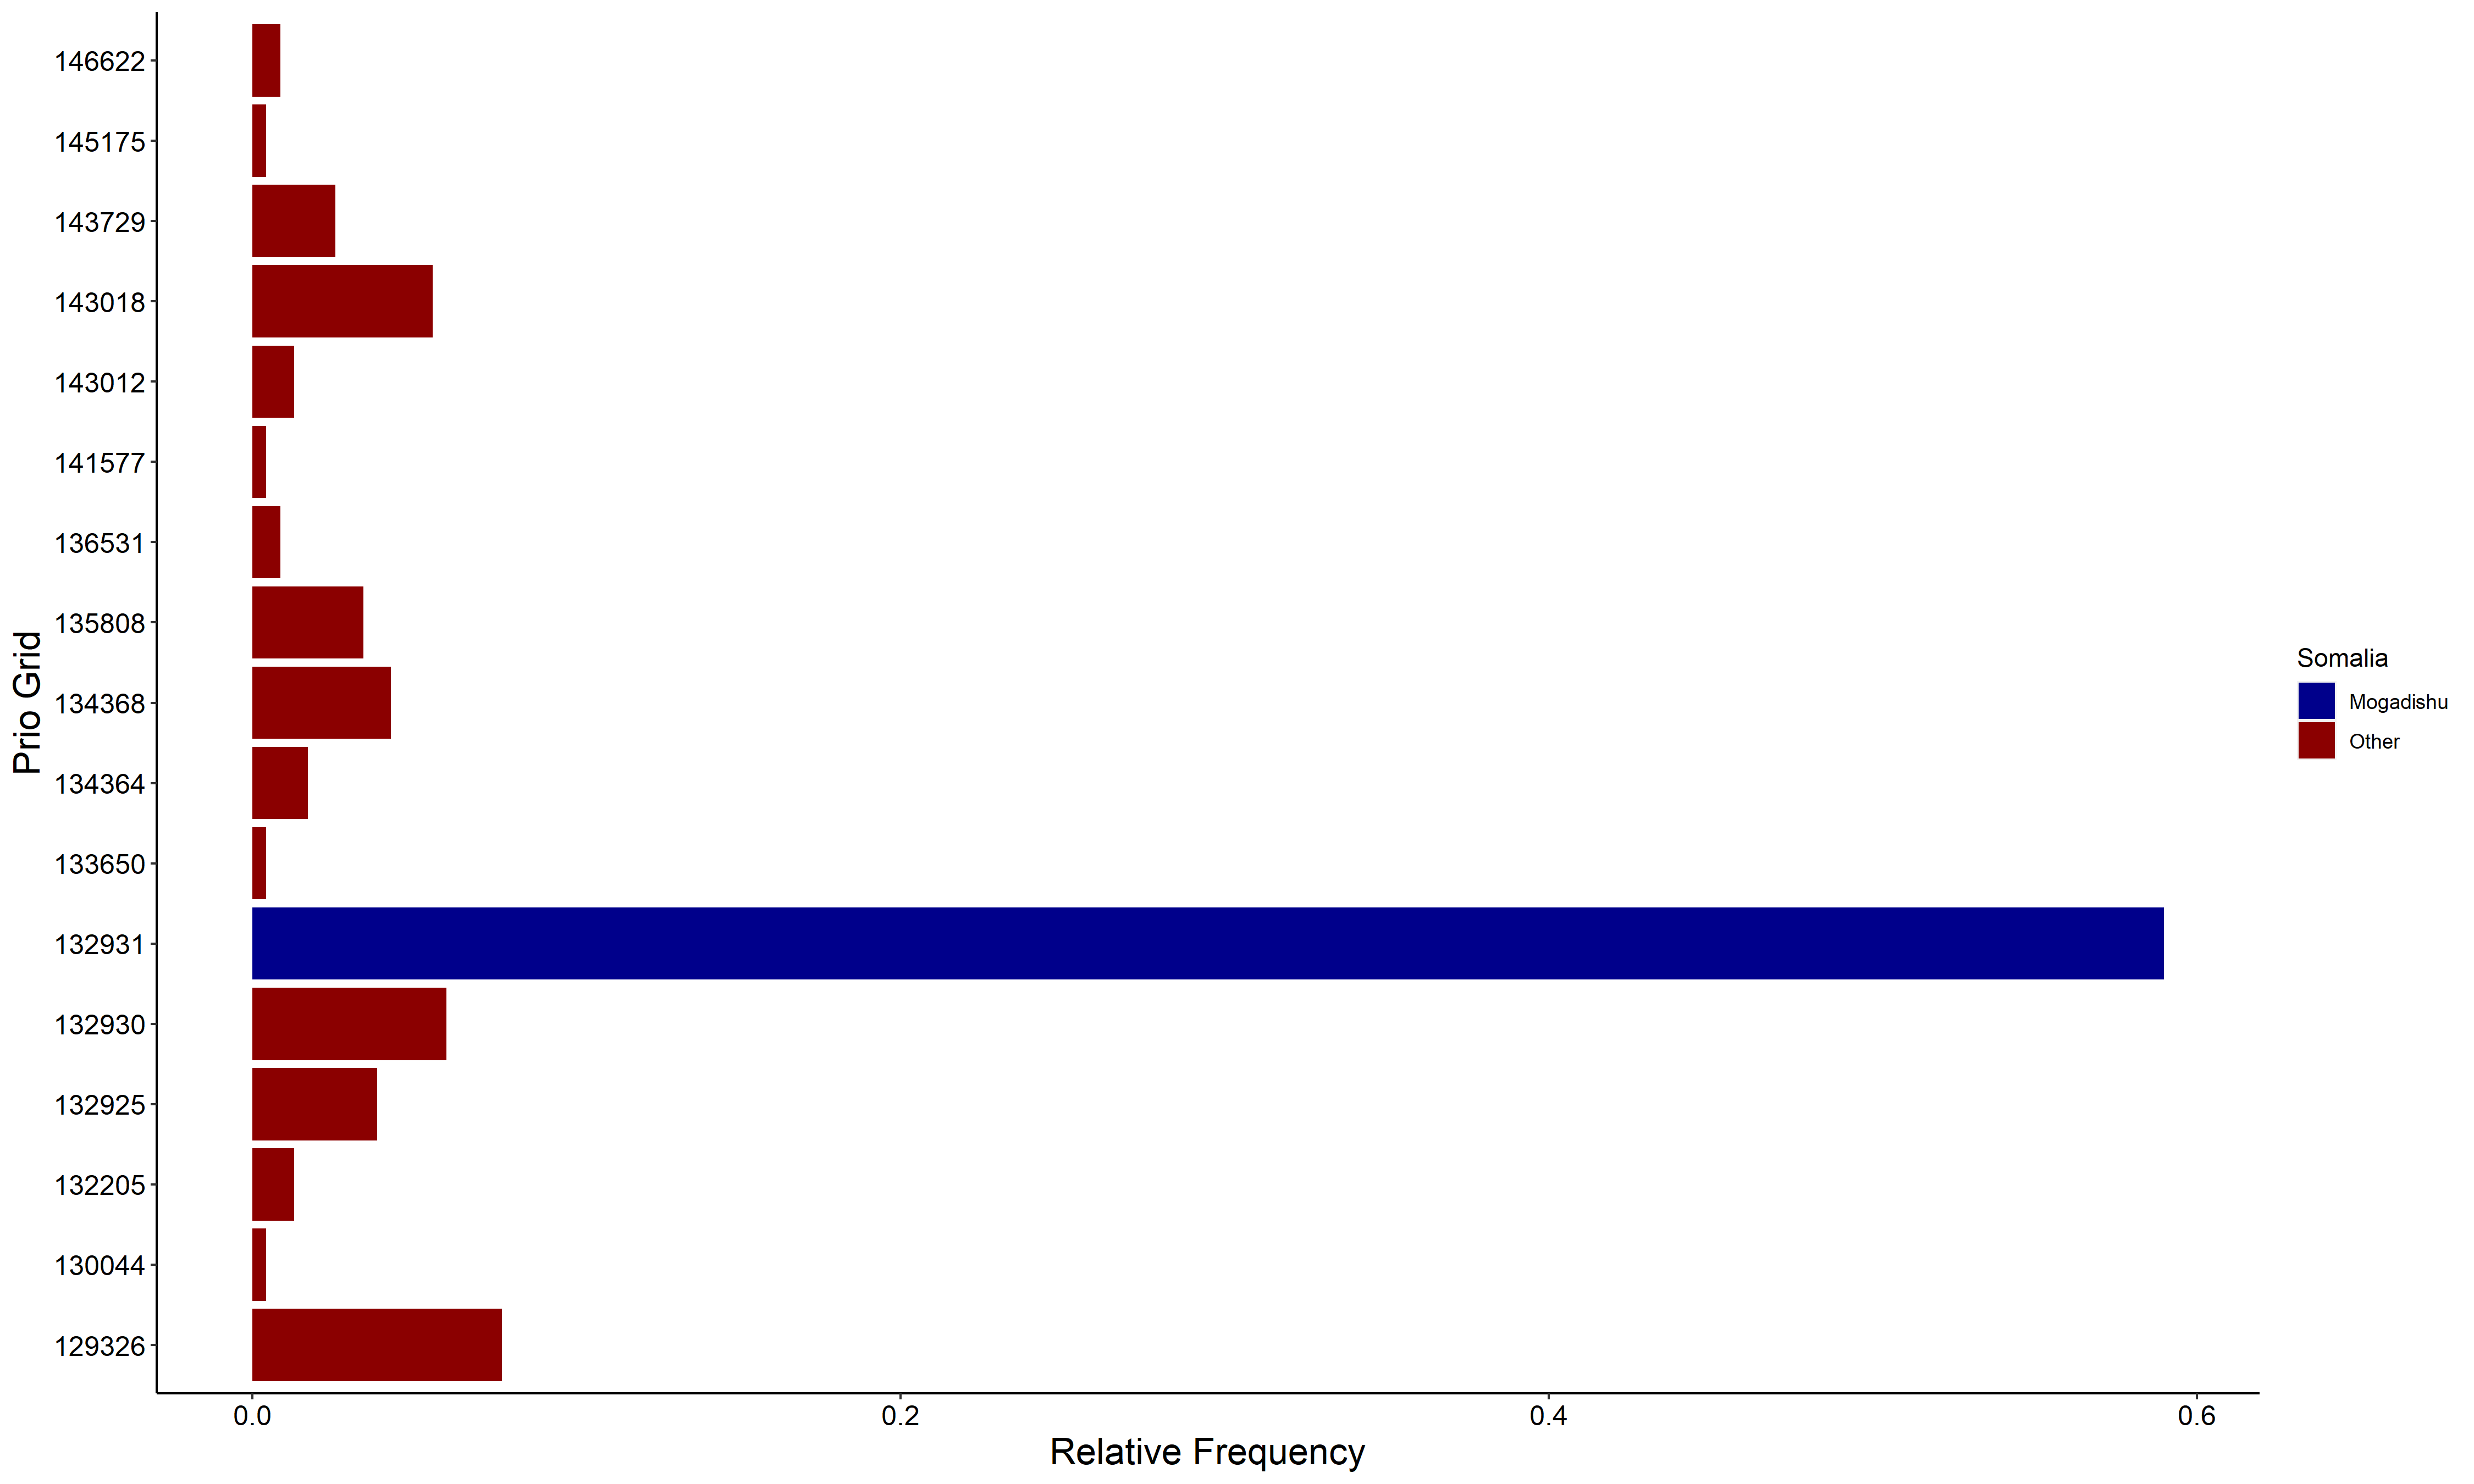 Prio Grid
146622
145175
143729
143018
143012
141577
136531
135808
134368
134364
133650
132931
132930
132925
132205
130044
129326
0.0 0.2 0.4 0.6
Relative Frequency
Somalia
Mogadishu
Other